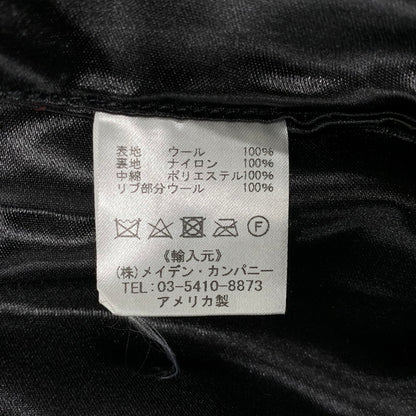 表地 ウール 100%
裏地 ナイロン 100%
中綿 ポリエステル 100%
リブ部分 ウール 100%
F
《輸入元》
(株)メイデン・カンパニー
TEL: 03-5410-8873
アメリカ製